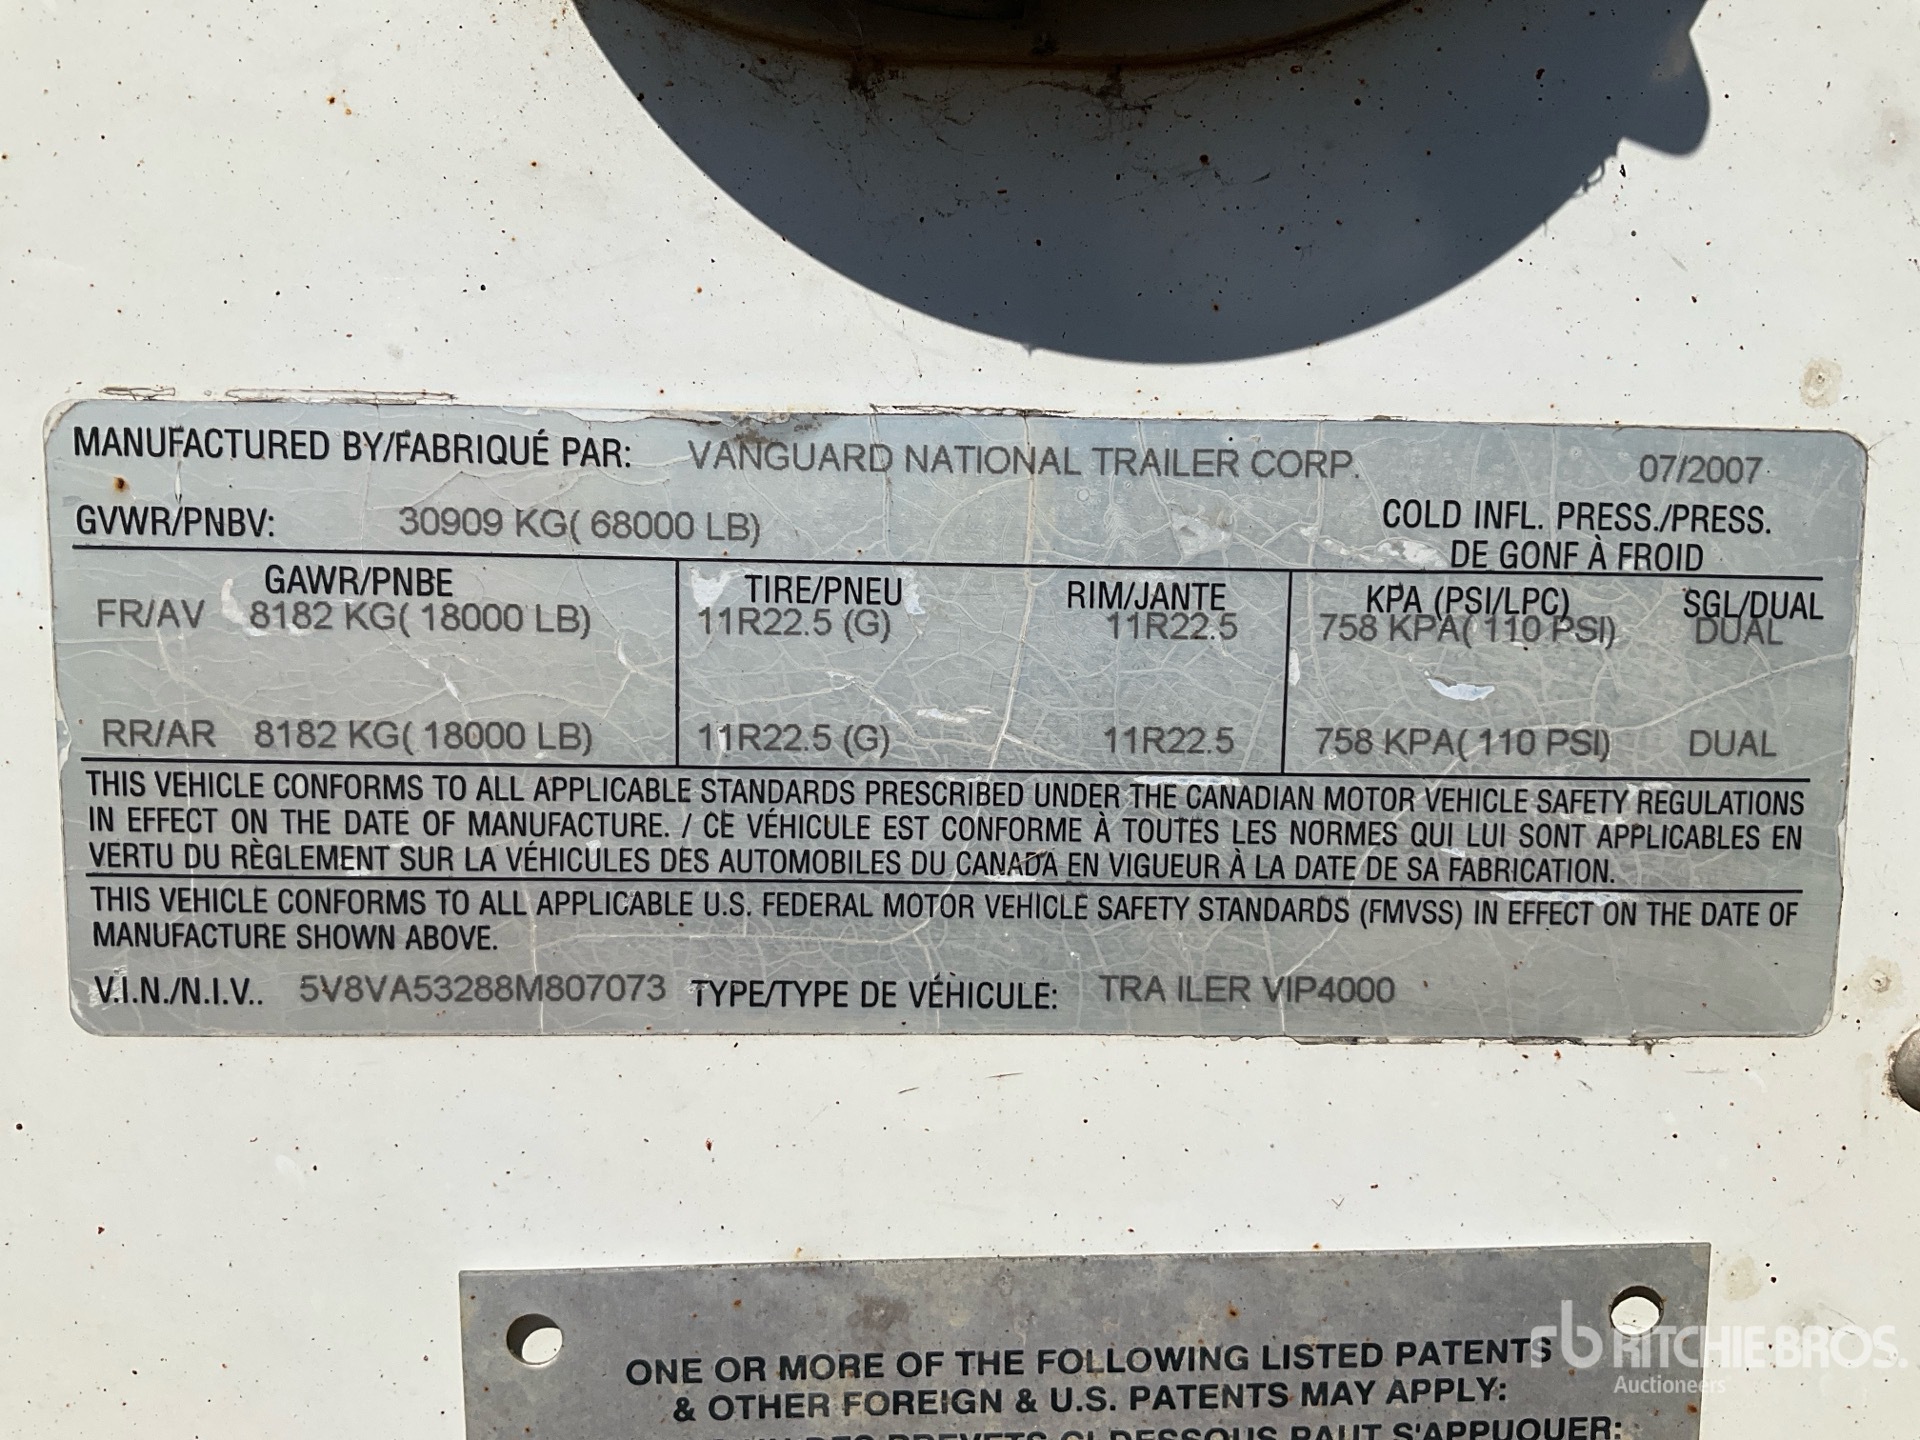 MANUFACTURED BY/FABRIQUÉ PAR: VANGUARD NATIONAL TRAILER CORP. 07/2007
GVWR/PNBV: 30909 KG( 68000 LB) COLD INFL. PRESS./PRESS.
DE GONF À FROID
GAWR/PNBE TIRE/PNEU RIM/JANTE KPA (PSI/LPC) SGL/DUAL
FR/AV 8182 KG( 18000 LB) 11R22.5 (G) 11R22.5 758 KPA( 110 PSI) DUAL
RR/AR 8182 KG( 18000 LB) 11R22.5 (G) 11R22.5 758 KPA( 110 PSI) DUAL
THIS VEHICLE CONFORMS TO ALL APPLICABLE STANDARDS PRESCRIBED UNDER THE CANADIAN MOTOR VEHICLE SAFETY REGULATIONS
IN EFFECT ON THE DATE OF MANUFACTURE. / CE VÉHICULE EST CONFORME À TOUTES LES NORMES QUI LUI SONT APPLICABLES EN
VERTU DU RÈGLEMENT SUR LA VÉHICULES DES AUTOMOBILES DU CANADA EN VIGUEUR À LA DATE DE SA FABRICATION.
THIS VEHICLE CONFORMS TO ALL APPLICABLE U.S. FEDERAL MOTOR VEHICLE SAFETY STANDARDS (FMVSS) IN EFFECT ON THE DATE OF
MANUFACTURE SHOWN ABOVE.
V.I.N./N.I.V.. 5V8VA53288M807073 TYPE/TYPE DE VÉHICULE: TRA ILER VIP4000
ONE OR MORE OF THE FOLLOWING LISTED PATENTS
& OTHER FOREIGN & U.S. PATENTS MAY APPLY:
DES BREVETS CI-DESSOUS PAUT S'APPUQUER:
rb RITCHIE BROS.
Auctioneers